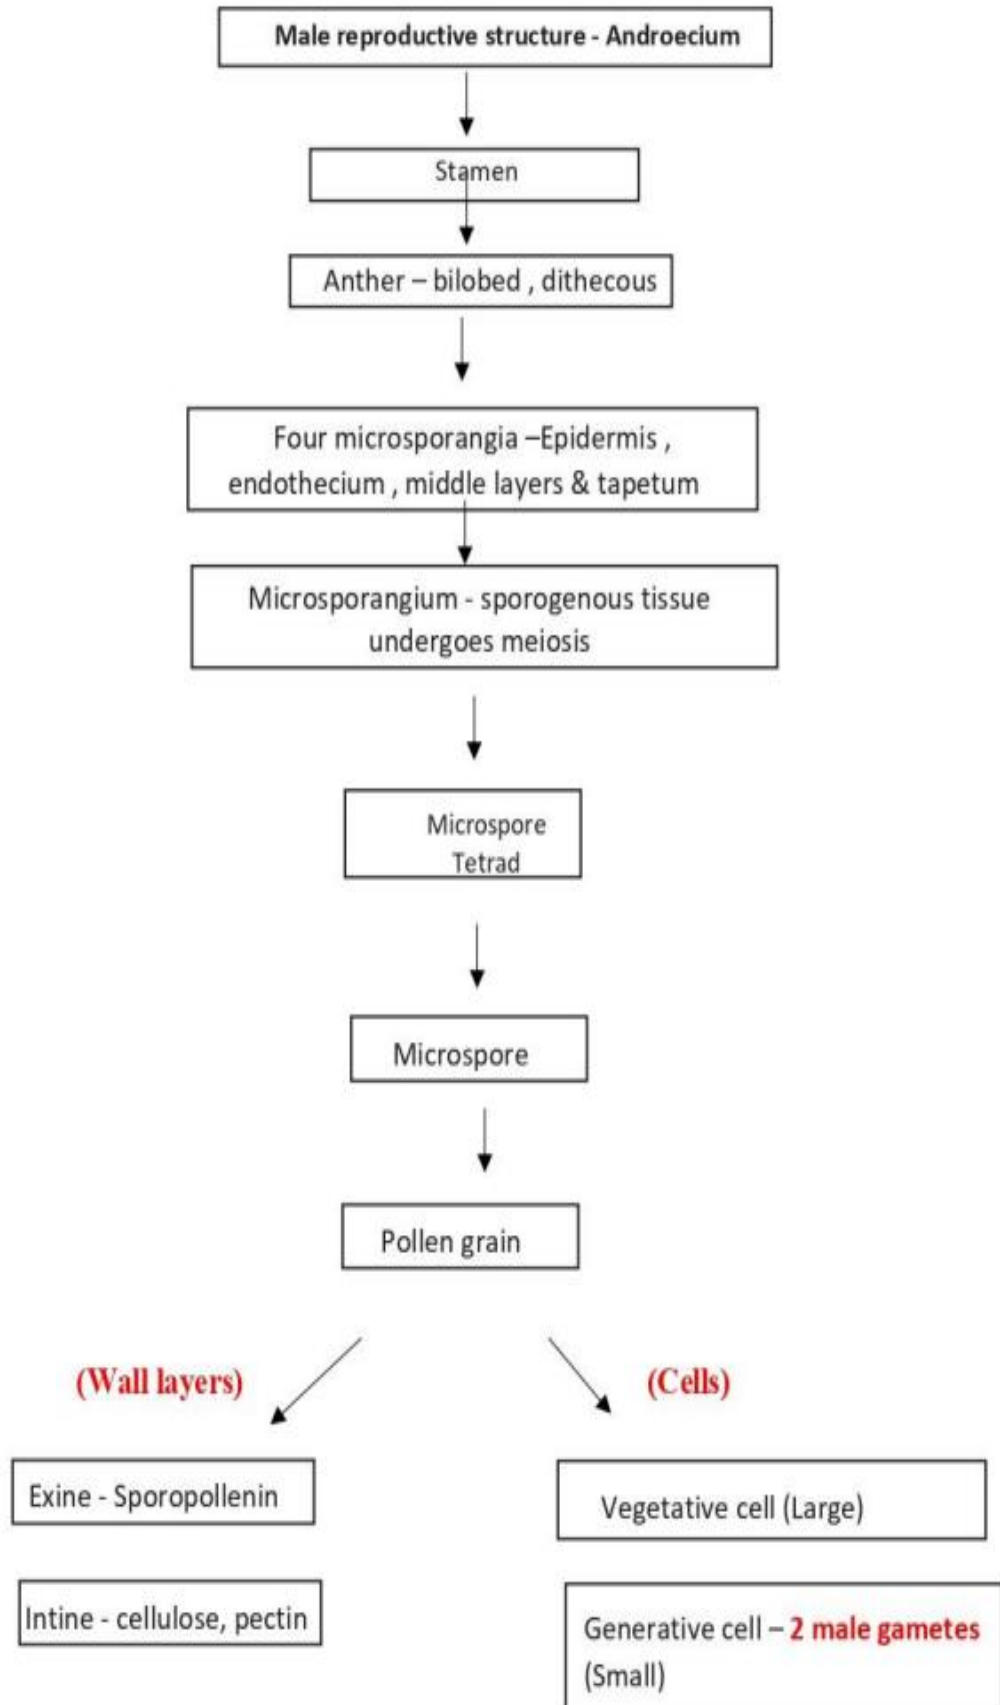 Male reproductive structure - Androecium
Stamen
Anther – bilobed , dithecous
Four microsporangia –Epidermis ,
endothecium , middle layers & tapetum
Microsporangium - sporogenous tissue
undergoes meiosis
Microspore
Tetrad
Microspore
Pollen grain
(Wall layers)
(Cells)
Exine - Sporopollenin
Vegetative cell (Large)
Intine - cellulose, pectin
Generative cell – 2 male gametes
(Small)